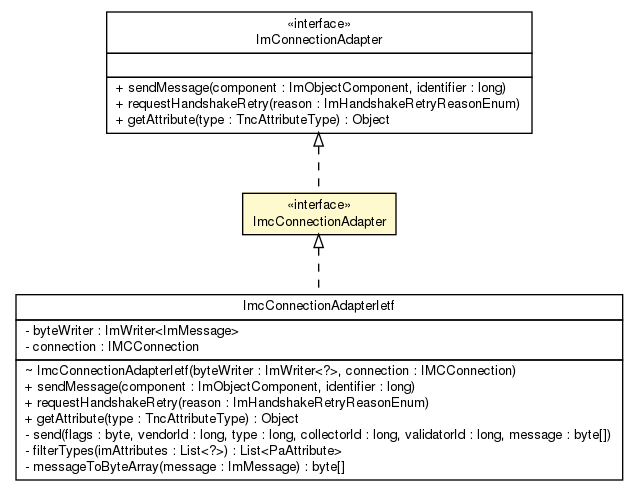 «interface»
ImConnectionAdapter
+ sendMessage(component : ImObjectComponent, identifier : long)
+ requestHandshakeRetry(reason : ImHandshakeRetryReasonEnum)
+ getAttribute(type : TncAttributeType) : Object
«interface»
ImcConnectionAdapter
ImcConnectionAdapterIetf
- byteWriter : ImWriter<ImMessage>
- connection : IMCConnection
~ ImcConnectionAdapterIetf(byteWriter : ImWriter<?>, connection : IMCConnection)
+ sendMessage(component : ImObjectComponent, identifier : long)
+ requestHandshakeRetry(reason : ImHandshakeRetryReasonEnum)
+ getAttribute(type : TncAttributeType) : Object
- send(flags : byte, vendorId : long, type : long, collectorId : long, validatorId : long, message : byte[])
- filterTypes(imAttributes : List<?>) : List<PaAttribute>
- messageToByteArray(message : ImMessage) : byte[]